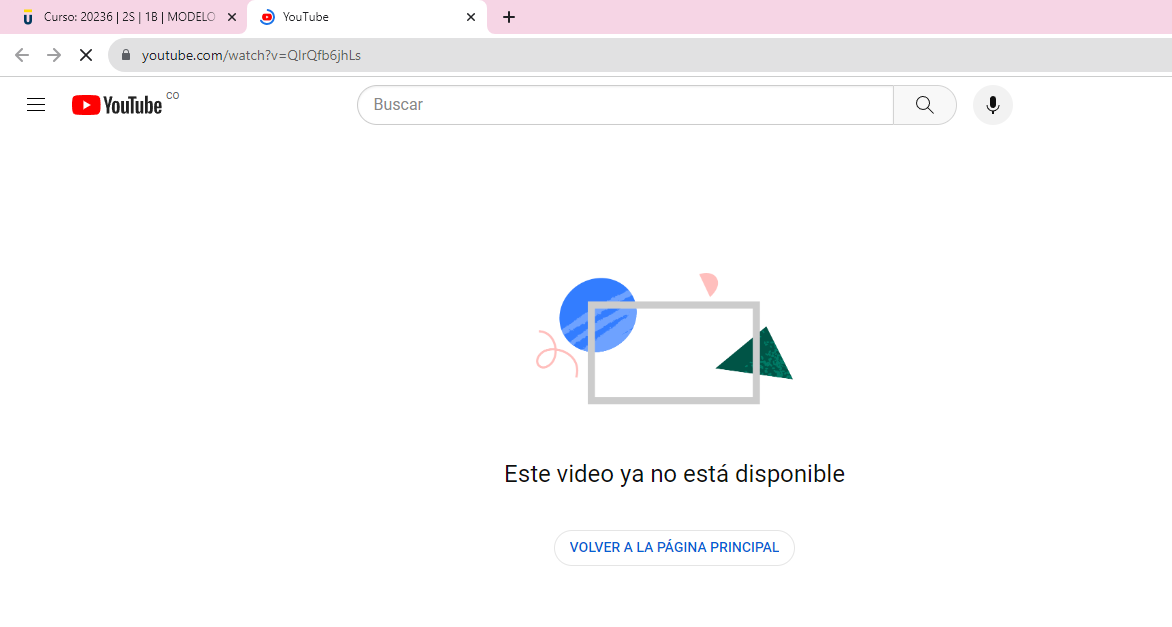 Curso: 20236 | 2S | 1B | MODELO
YouTube
youtube.com/watch?v=QIrQfb6jhLs
YouTube CO
Buscar
Este video ya no está disponible
VOLVER A LA PÁGINA PRINCIPAL